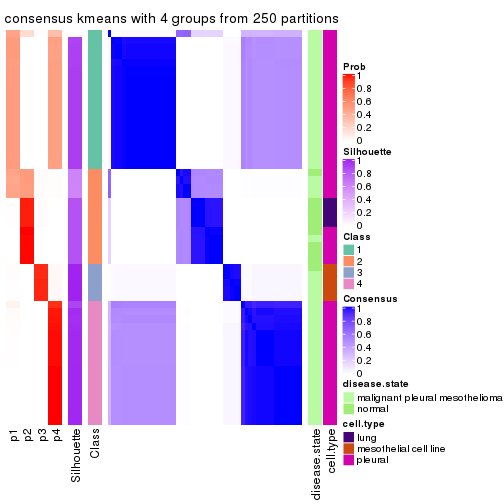 consensus kmeans with 4 groups from 250 partitions
Prob
1
0.8
0.6
0.4
0.2
0
Silhouette
1
0.8
0.6
0.4
0.2
0
Class
1
2
3
4
Consensus
1
0.8
0.6
0.4
0.2
0
disease.state
malignant pleural mesothelioma
normal
cell.type
lung
mesothelial cell line
pleural
p1
p2
p3
p4
Silhouette
Class
disease.state
cell.type